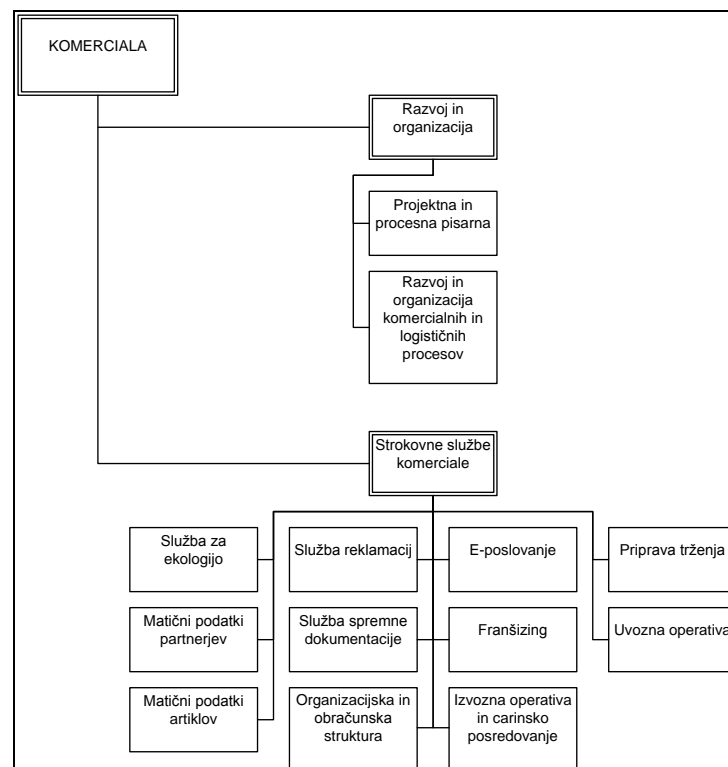 KOMERCIALA
Razvoj in
organizacija
Projektna in
procesna pisarna
Razvoj in
organizacija
komercialnih in
logističnih
procesov
Strokovne službe
komerciale
Služba za
ekologijo
Služba reklamacij
E-poslovanje
Priprava trženja
Matični podatki
partnerjev
Služba spremne
dokumentacije
Franšizing
Uvozna operativa
Matični podatki
artiklov
Organizacijska in
obračunska
struktura
Izvozna operativa
in carinsko
posredovanje